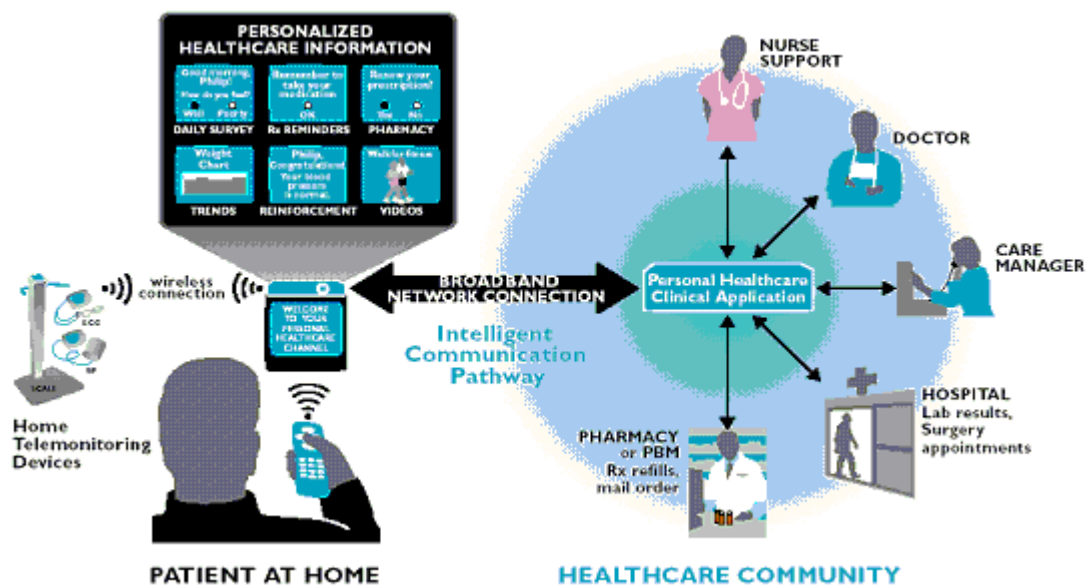 PERSONALIZED
HEALTHCARE INFORMATION
Good morning,
Philip!
How do you feel?
Well Poorly
DAILY SURVEY
Remember to
take your
medication
OK
Rx REMINDERS
Renew your
prescription?
Yes No
PHARMACY
Weight
Chart
TRENDS
Philip,
Congratulations!
Your blood
pressure
is normal.
REINFORCEMENT
VIDEOS
wireless
connection
SCALE
Home
Telemonitoring
Devices
WELCOME
TO YOUR
PERSONAL
HEALTHCARE
CHANNEL
BROADBAND
NETWORK CONNECTION
Intelligent
Communication
Pathway
Personal Healthcare
Clinical Application
NURSE
SUPPORT
DOCTOR
CARE
MANAGER
HOSPITAL
Lab results,
Surgery
appointments
PHARMACY
or PBM
Rx refills,
mail order
PATIENT AT HOME
HEALTHCARE COMMUNITY